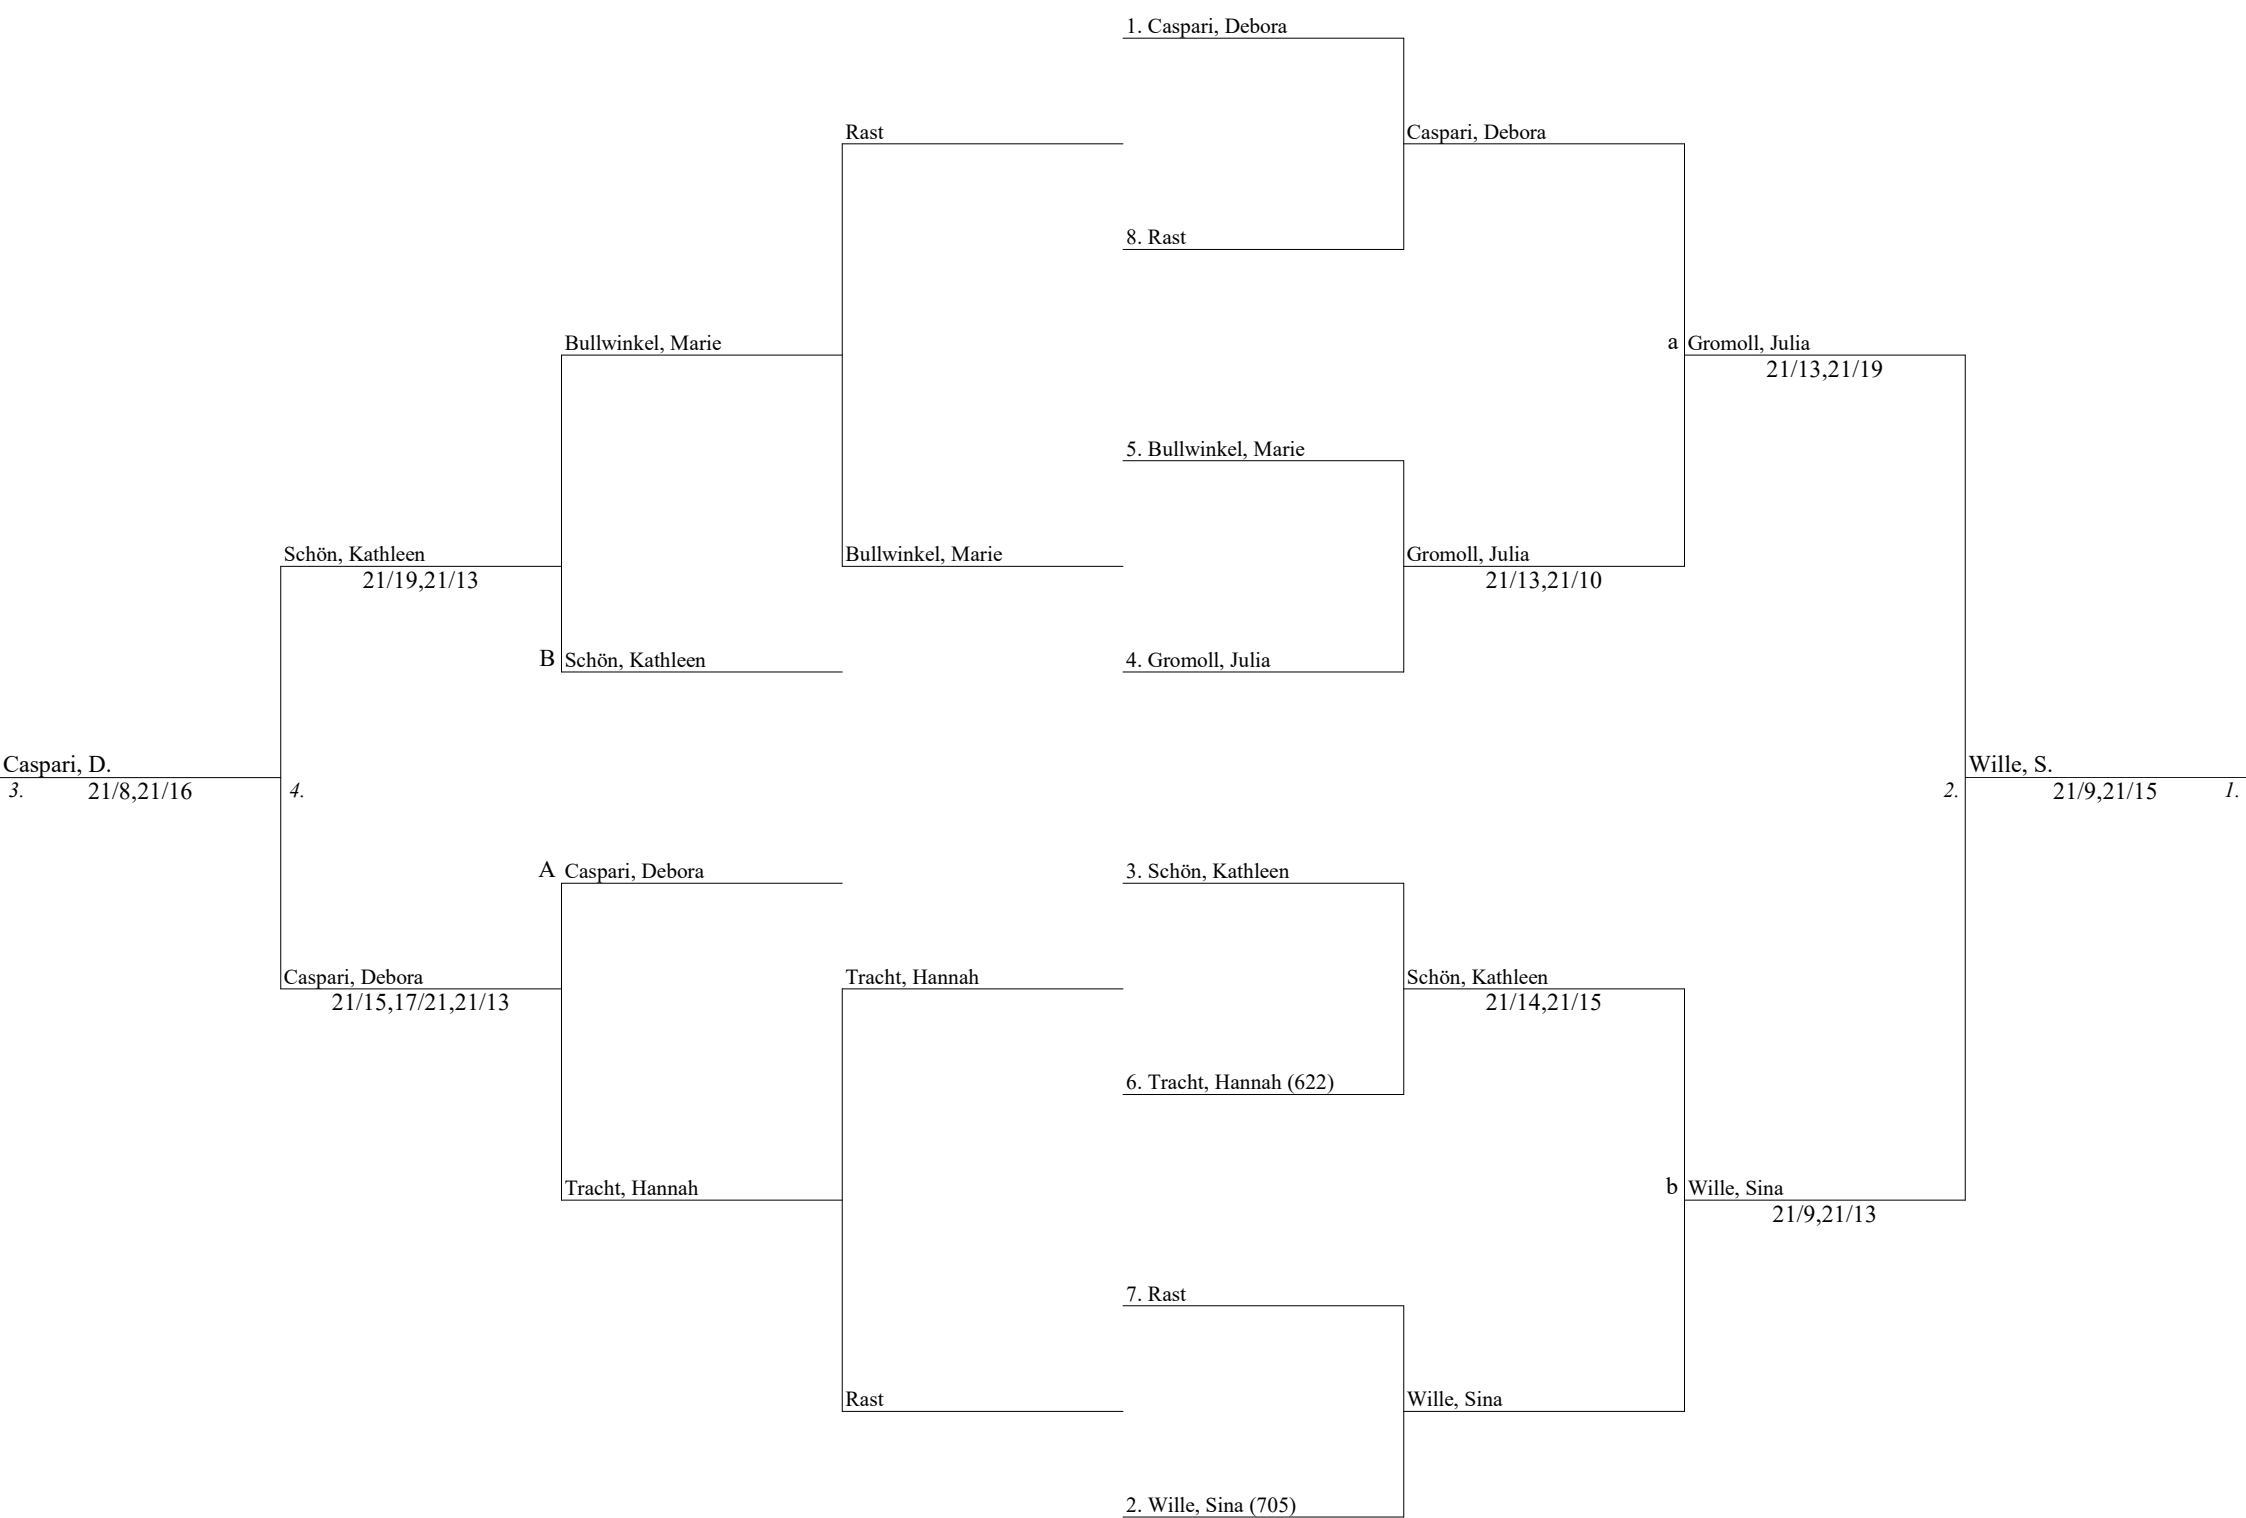 1. Caspari, Debora
Rast
Caspari, Debora
8. Rast
Bullwinkel, Marie
a Gromoll, Julia
21/13,21/19
5. Bullwinkel, Marie
Schön, Kathleen
21/19,21/13
Bullwinkel, Marie
Gromoll, Julia
21/13,21/10
B Schön, Kathleen
4. Gromoll, Julia
Caspari, D.
3. 21/8,21/16
4.
Wille, S.
2.
21/9,21/15 1.
A Caspari, Debora
3. Schön, Kathleen
Caspari, Debora
21/15,17/21,21/13
Tracht, Hannah
Schön, Kathleen
21/14,21/15
6. Tracht, Hannah (622)
Tracht, Hannah
b Wille, Sina
21/9,21/13
7. Rast
Rast
Wille, Sina
2. Wille, Sina (705)